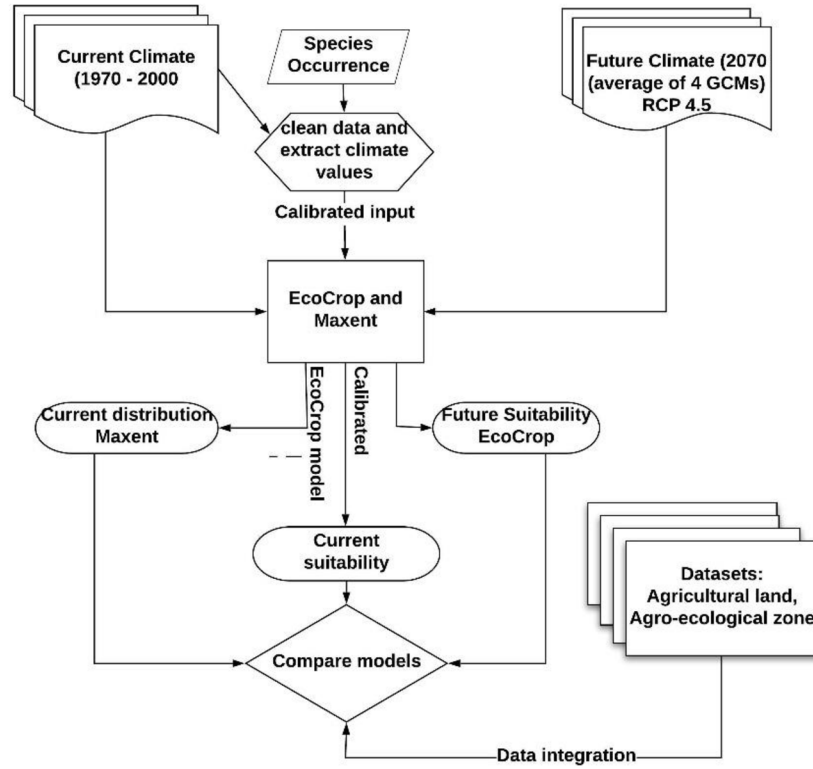 Current Climate
(1970 - 2000
Species
Occurrence
Future Climate (2070
(average of 4 GCMs)
RCP 4.5
clean data and
extract climate
values
Calibrated input
EcoCrop and
Maxent
EcoCrop model
Calibrated
Current distribution
Maxent
Future Suitability
EcoCrop
Current
suitability
Datasets:
Agricultural land,
Agro-ecological zone
Compare models
Data integration